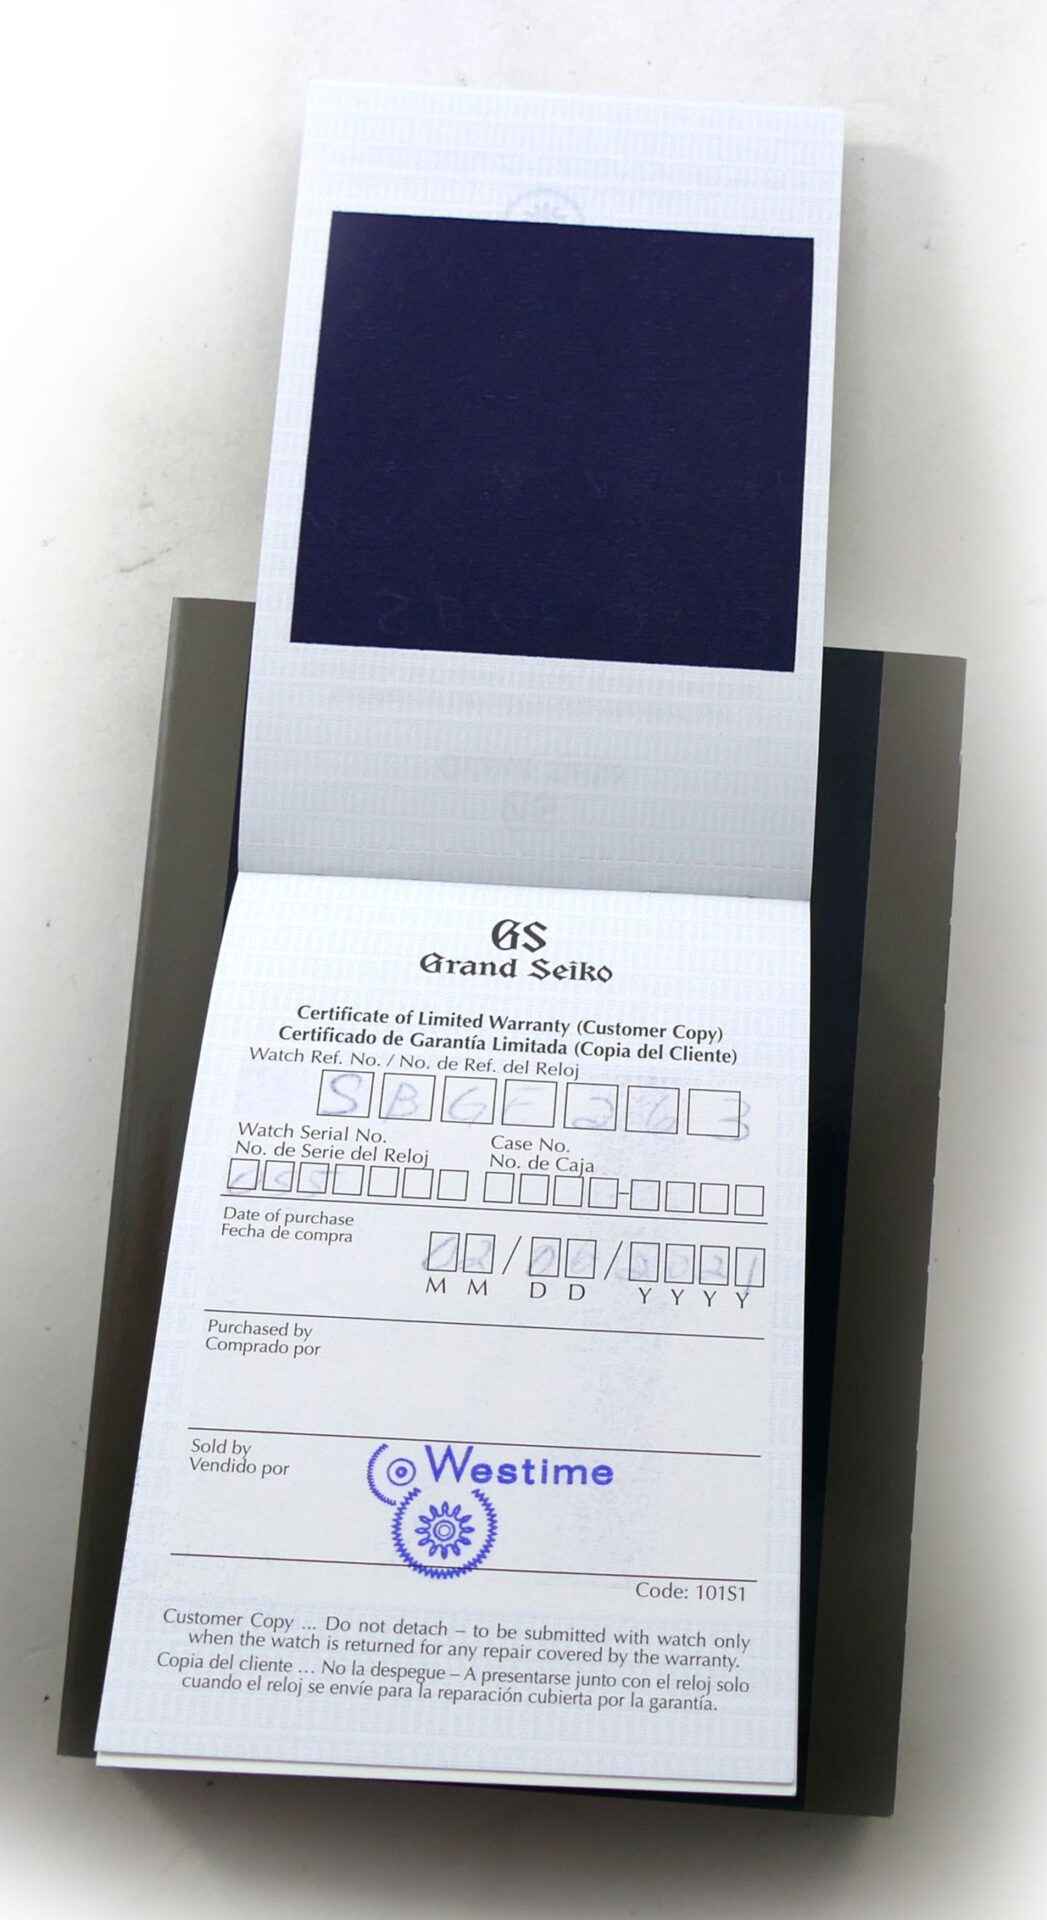 GS
Grand Seiko
Certificate of Limited Warranty (Customer Copy)
Certificado de Garantía Limitada (Copia del Cliente)
Watch Ref. No. / No. de Ref. del Reloj
SBGF263
Watch Serial No.
No. de Serie del Reloj
Case No.
No. de Caja
Date of purchase
Fecha de compra
M M D D Y Y Y Y
Purchased by
Comprado por
Sold by
Vendido por
Westime
Code: 101S1
Customer Copy ... Do not detach – to be submitted with watch only
when the watch is returned for any repair covered by the warranty.
Copia del cliente ... No la despegue – A presentarse junto con el reloj solo
cuando el reloj se envíe para la reparación cubierta por la garantía.